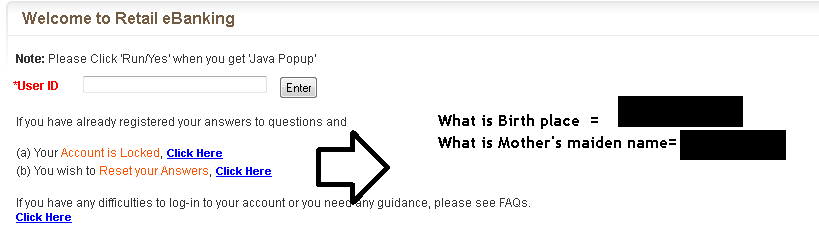 Welcome to Retail eBanking
Note: Please Click 'Run/Yes' when you get 'Java Popup'
*User ID
Enter
If you have already registered your answers to questions and
(a) Your Account is Locked, Click Here
(b) You wish to Reset your Answers, Click Here
If you have any difficulties to log-in to your account or you need any guidance, please see FAQs.
Click Here
What is Birth place =
What is Mother's maiden name=